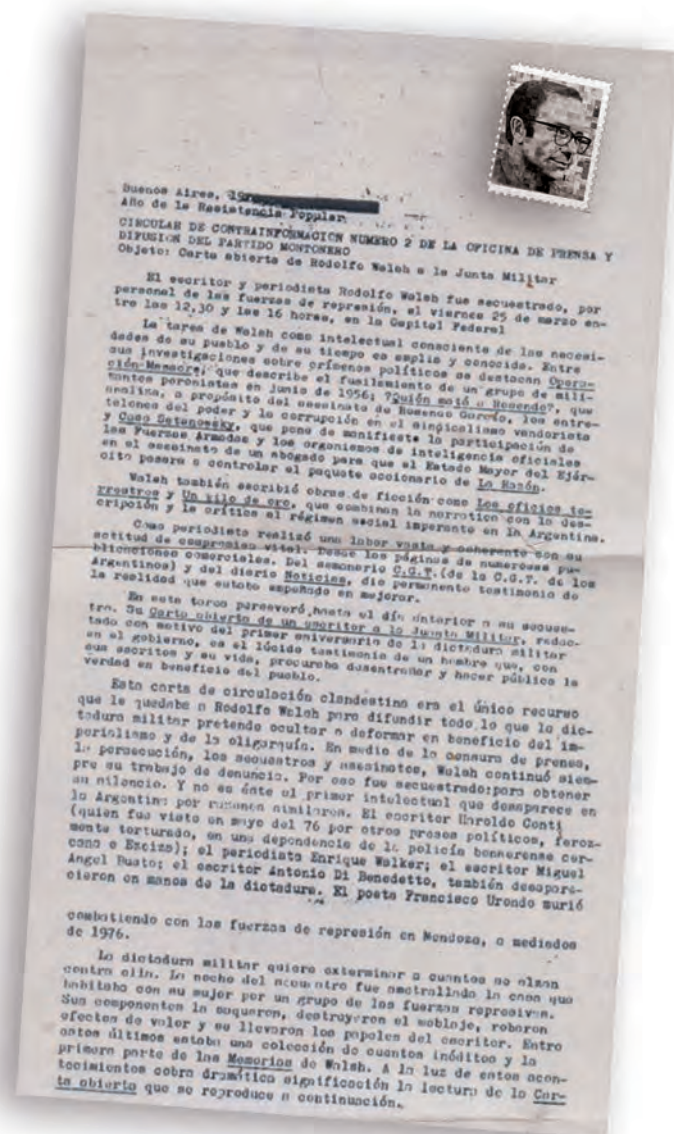 Buenos Aires,
Año de la Resistencia Popular
CIRCULAR DE CONTRAINFORMACION NUMERO 2 DE LA OFICINA DE PRENSA Y
DIFUSION DEL PARTIDO MONTONERO
Objeto: Carta abierta de Rodolfo Walsh a la Junta Militar
El escritor y periodista Rodolfo Walsh fue secuestrado, por
personal de las fuerzas de represión, el viernes 25 de marzo en-
tre las 12,30 y las 16 horas, en la Capital Federal
La tarea de Walsh como intelectual consciente de las necesi-
dades de su pueblo y de su tiempo es amplia y conocida. Entre
sus investigaciones sobre crímenes políticos se destacan Opera-
ción Masacre, que describe el fusilamiento de un grupo de mili-
tantes peronistas en junio de 1956; ?Quién mató a Rosendo?, que
analiza, a propósito del asesinato de Rosendo García, los entre-
telones del poder y la corrupción en el sindicalismo vandorista
y Caso Satanowsky, que pone de manifiesto la participación de
las Fuerzas Armadas y los organismos de inteligencia oficiales
en el asesinato de un abogado para que el Estado Mayor del Ejér-
cito pasara a controlar el paquete accionario de La Razón.
Walsh también escribió obras de ficción como Los oficios te-
rrestres y Un kilo de oro, que combinan la narrativa con la des-
cripción y la crítica al régimen social imperante en la Argentina.
Como periodista realizó una labor vasta y coherente con su
actitud de compromiso vital. Desde las páginas de numerosas pu-
blicaciones comerciales. Del semanario C.G.T. (de la C.G.T. de los
Argentinos) y del diario Noticias, dio permanente testimonio de
la realidad que estaba empeñado en mejorar.
En esta tarea perseveró hasta el día anterior a su secues-
tro. Su Carta abierta de un escritor a la Junta Militar, redac-
tada con motivo del primer aniversario de la dictadura militar
en el gobierno, es el lúcido testimonio de un hombre que, con
sus escritos y su vida, procuraba desentrañar y hacer pública la
verdad en beneficio del pueblo.
Esta carta de circulación clandestina era el único recurso
que le quedaba a Rodolfo Walsh para difundir todo lo que la dic-
tadura militar pretende ocultar o deformar en beneficio del im-
perialismo y de la oligarquía. En medio de la censura de prensa,
la persecución, los secuestros y asesinatos, Walsh continuó siem-
pre su trabajo de denuncia. Por eso fue secuestrado:para obtener
su silencio. Y no es éste el primer intelectual que desaparece en
la Argentina por razones similares. El escritor Haroldo Conti
(quien fue visto en mayo del 76 por otros presos políticos, feroz-
mente torturado, en una dependencia de la policía bonaerense cer-
cana a Ezeiza); el periodista Enrique Walker; el escritor Miguel
Angel Busto; el escritor Antonio Di Benedetto, también desapare-
cieron en manos de la dictadura. El poeta Francisco Urondo murió
combatiendo con las fuerzas de represión en Mendoza, a mediados
de 1976.
La dictadura militar quiere exterminar a cuantos se alzan
contra ella. La noche del secuestro fue ametrallada la casa que
habitaba con su mujer por un grupo de las fuerzas represivas.
Sus componentes la saquearon, destruyeron el moblaje, robaron
efectos de valor y se llevaron los papeles del escritor. Entre
estos últimos estaba una colección de cuentos inéditos y la
primera parte de las Memorias de Walsh. A la luz de estos acon-
tecimientos cobra dramática significación la lectura de la Car-
ta abierta que se reproduce a continuación.